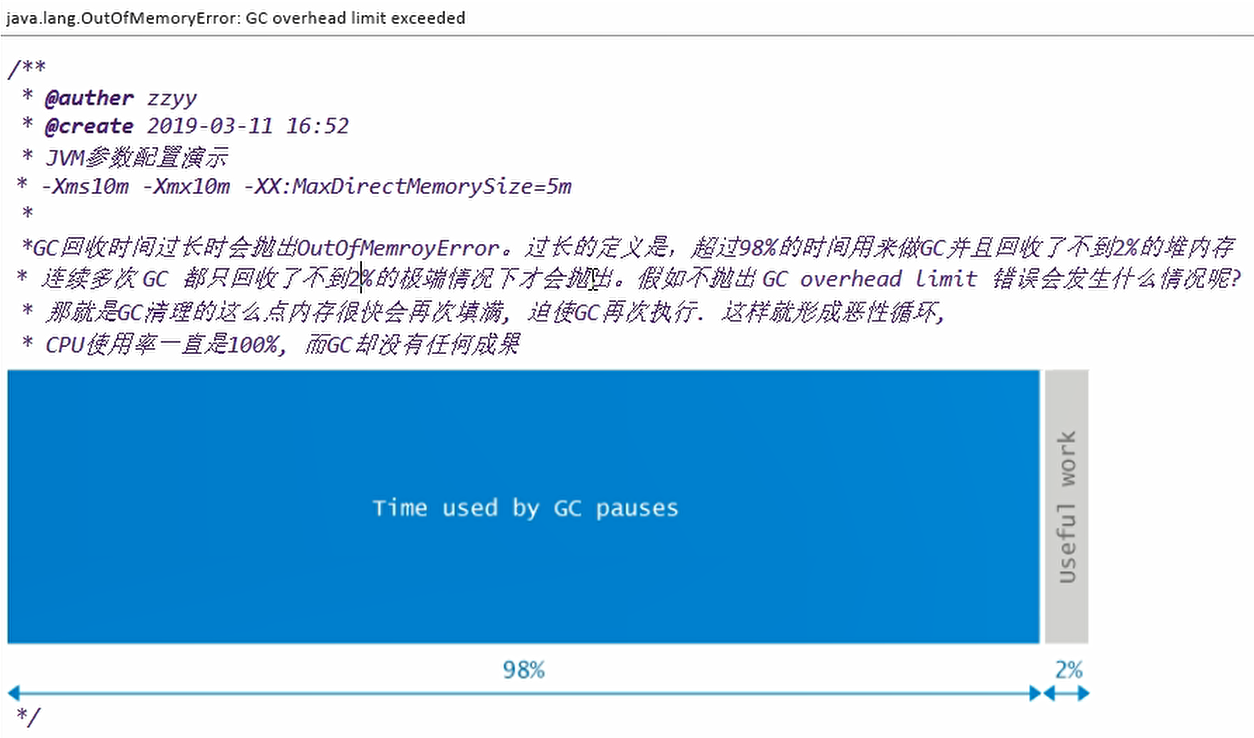 java.lang.OutOfMemoryError: GC overhead limit exceeded
/**
* @auther zzyy
* @create 2019-03-11 16:52
* JVM参数配置演示
* -Xms10m -Xmx10m -XX:MaxDirectMemorySize=5m
*
*GC回收时间过长时会抛出OutOfMemroyError。过长的定义是，超过98%的时间用来做GC并且回收了不到2%的堆内存
* 连续多次 GC 都只回收了不到2%的极端情况下才会抛出。假如不抛出 GC overhead limit 错误会发生什么情况呢?
* 那就是GC清理的这么点内存很快会再次填满, 迫使GC再次执行. 这样就形成恶性循环,
* CPU使用率一直是100%, 而GC却没有任何成果
Time used by GC pauses
Useful work
98%
2%
*/